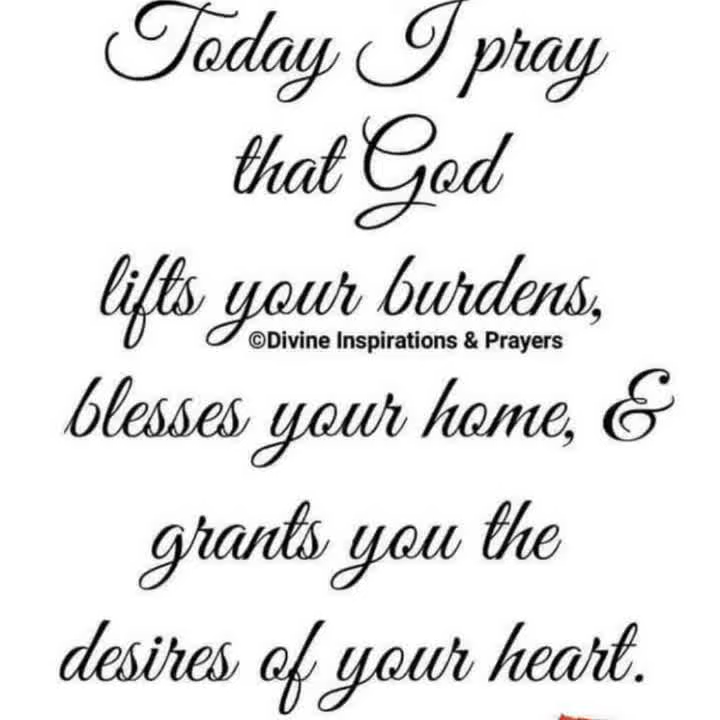 Today I pray
that God
lifts your burdens,
©Divine Inspirations & Prayers
blesses your home, &
grants you the
desires of your heart.